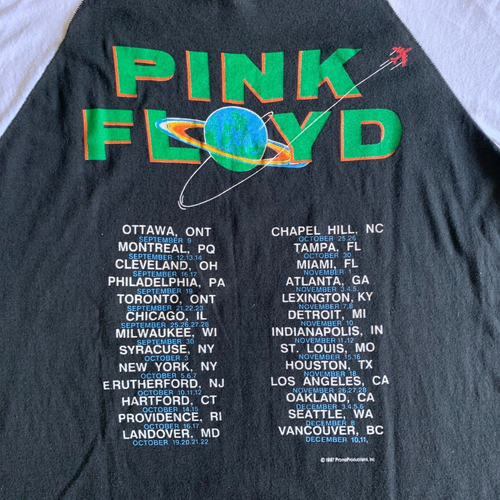 PINK
FLOYD
OTTAWA, ONT
SEPTEMBER 9
MONTREAL, PQ
SEPTEMBER 12,13,14
CLEVELAND, OH
SEPTEMBER 16,17
PHILADELPHIA, PA
SEPTEMBER 19
TORONTO, ONT
SEPTEMBER 21,22,23
CHICAGO, IL
SEPTEMBER 25,26,27,28
MILWAUKEE, WI
SEPTEMBER 30
SYRACUSE, NY
OCTOBER 3
NEW YORK, NY
OCTOBER 5,6,7
E.RUTHERFORD, NJ
OCTOBER 10,11,12
HARTFORD, CT
OCTOBER 14,15
PROVIDENCE, RI
OCTOBER 16,17
LANDOVER, MD
OCTOBER 19,20,21,22
CHAPEL HILL, NC
OCTOBER 25,26
TAMPA, FL
OCTOBER 30
MIAMI, FL
NOVEMBER 1
ATLANTA, GA
NOVEMBER 3,4,5,
LEXINGTON, KY
NOVEMBER 7,8
DETROIT, MI
NOVEMBER 10
INDIANAPOLIS, IN
NOVEMBER 11,12
ST. LOUIS, MO
NOVEMBER 15,16
HOUSTON, TX
NOVEMBER 18
LOS ANGELES, CA
NOVEMBER 26,27,28
OAKLAND, CA
DECEMBER 3,4,5,6
SEATTLE, WA
DECEMBER 8
VANCOUVER, BC
DECEMBER 10,11,
© 1987 PromoProductions, Inc